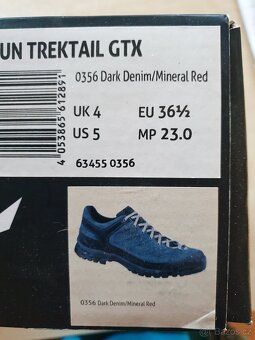 UN TREKTAIL GTX
0356 Dark Denim/Mineral Red
4 053865 612891
UK 4 EU 36½
US 5 MP 23.0
63455 0356
0356 Dark Denim/Mineral Red